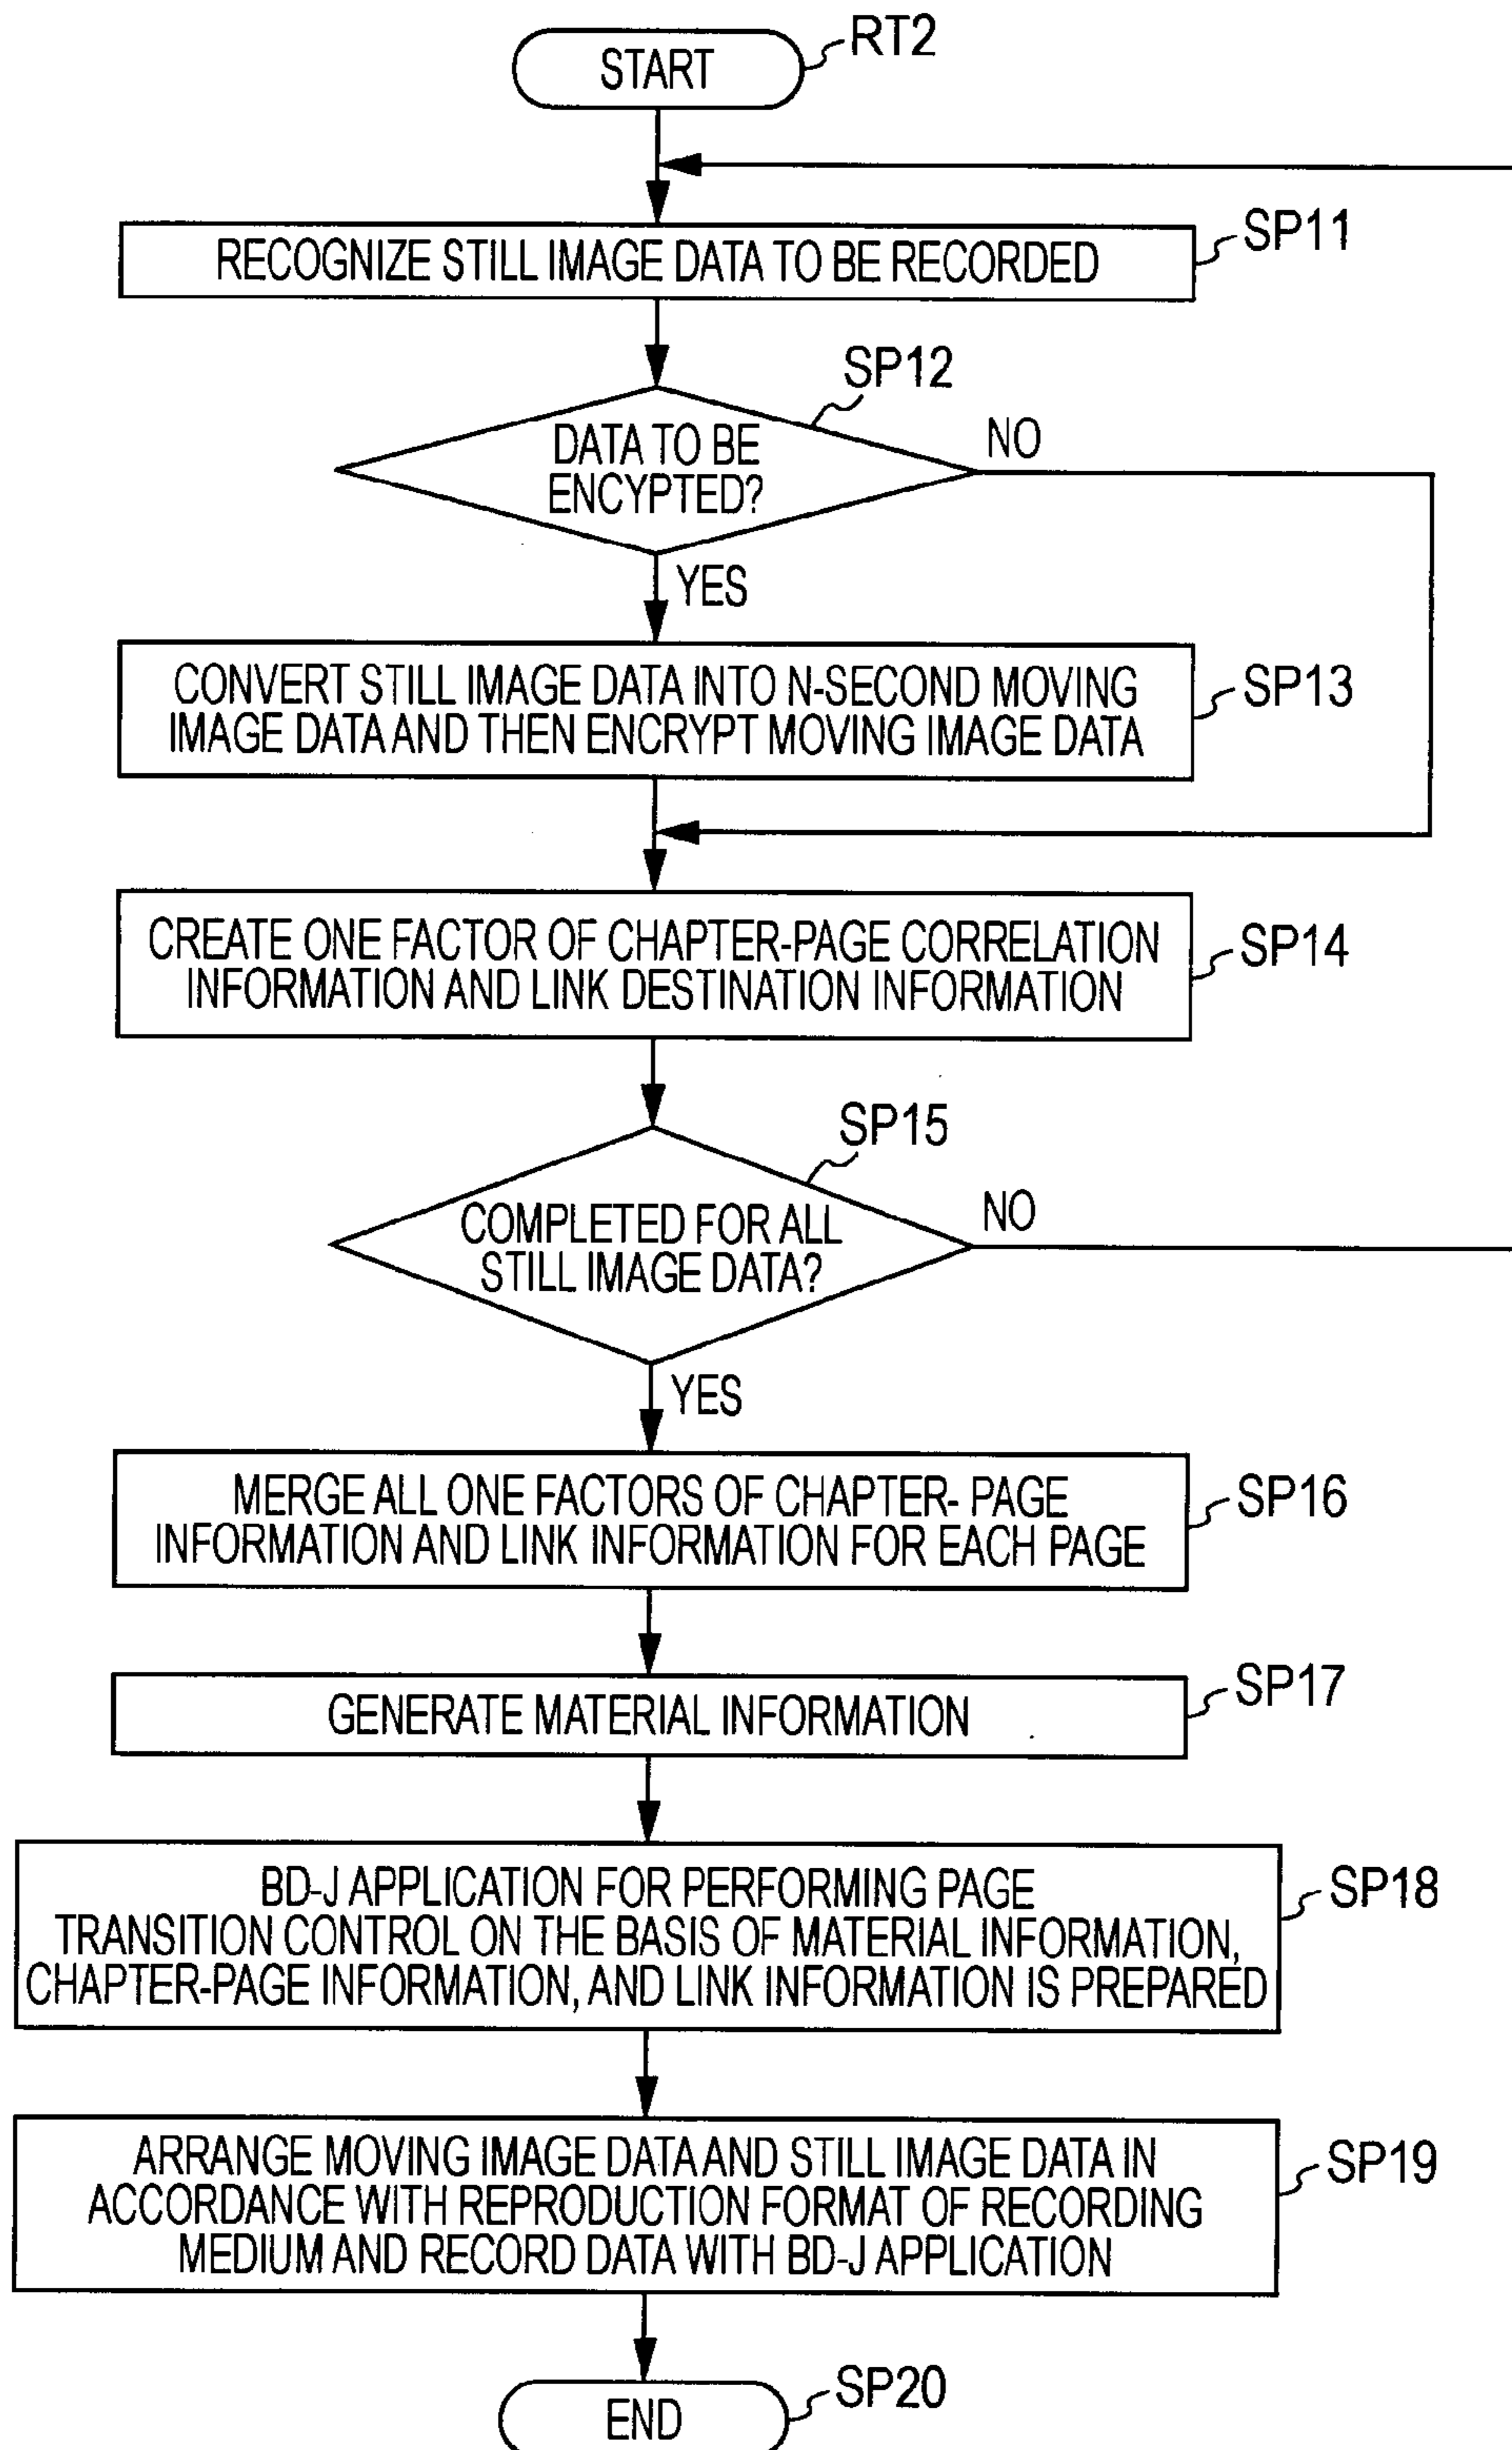 START
RT2
RECOGNIZE STILL IMAGE DATA TO BE RECORDED
SP11
SP12
DATA TO BE
ENCYPTED?
NO
YES
CONVERT STILL IMAGE DATA INTO N-SECOND MOVING
IMAGE DATA AND THEN ENCRYPT MOVING IMAGE DATA
SP13
CREATE ONE FACTOR OF CHAPTER-PAGE CORRELATION
INFORMATION AND LINK DESTINATION INFORMATION
SP14
SP15
COMPLETED FOR ALL
STILL IMAGE DATA?
NO
YES
MERGE ALL ONE FACTORS OF CHAPTER- PAGE
INFORMATION AND LINK INFORMATION FOR EACH PAGE
SP16
GENERATE MATERIAL INFORMATION
SP17
BD-J APPLICATION FOR PERFORMING PAGE
TRANSITION CONTROL ON THE BASIS OF MATERIAL INFORMATION,
CHAPTER-PAGE INFORMATION, AND LINK INFORMATION IS PREPARED
SP18
ARRANGE MOVING IMAGE DATA AND STILL IMAGE DATA IN
ACCORDANCE WITH REPRODUCTION FORMAT OF RECORDING
MEDIUM AND RECORD DATA WITH BD-J APPLICATION
SP19
END
SP20